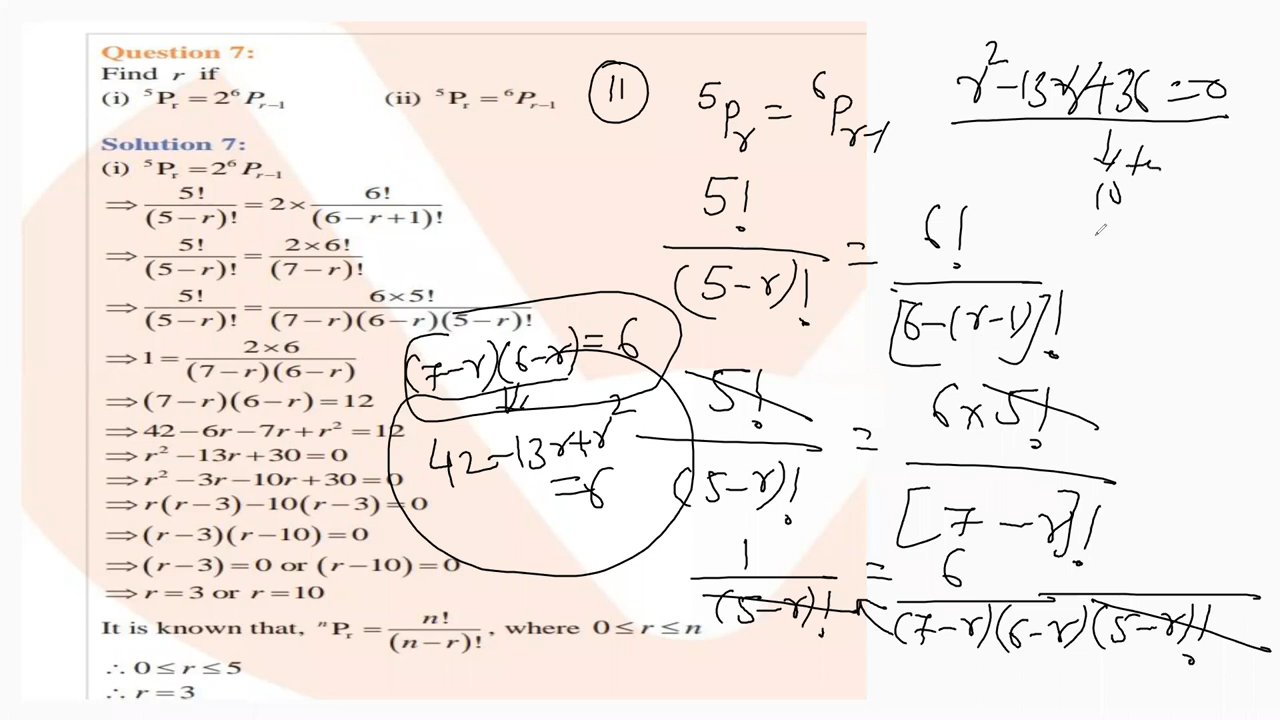 Question 7:
Find r if
(i) ⁵Pᵣ = 2⁶Pᵣ₋₁ (ii) ⁵Pᵣ = ⁶Pᵣ₋₁
Solution 7:
(i) ⁵Pᵣ = 2⁶Pᵣ₋₁
⇒ 5!/(5−r)! = 2 × 6!/(6−r+1)!
⇒ 5!/(5−r)! = 2×6!/(7−r)!
⇒ 5!/(5−r)! = 6×5!/(7−r)(6−r)(5−r)!
⇒ 1 = 2×6/(7−r)(6−r)
⇒ (7−r)(6−r) = 12
⇒ 42 − 6r − 7r + r² = 12
⇒ r² − 13r + 30 = 0
⇒ r² − 3r − 10r + 30 = 0
⇒ r(r−3) − 10(r−3) = 0
⇒ (r−3)(r−10) = 0
⇒ (r−3) = 0 or (r−10) = 0
⇒ r = 3 or r = 10
It is known that, ⁿPᵣ = n!/(n−r)!, where 0 ≤ r ≤ n
∴ 0 ≤ r ≤ 5
∴ r = 3
(7−r)(6−r) = 6
42−13r+r²
=6
11
⁵Pᵣ = ⁶Pᵣ₋₁
5!/(5−r)! = 6!/[6−(r−1)]!
5!/(5−r)! = 6×5!/[7−r]!
1/(5−r)! = 6/(7−r)(6−r)(5−r)!
r²−13r+36=0